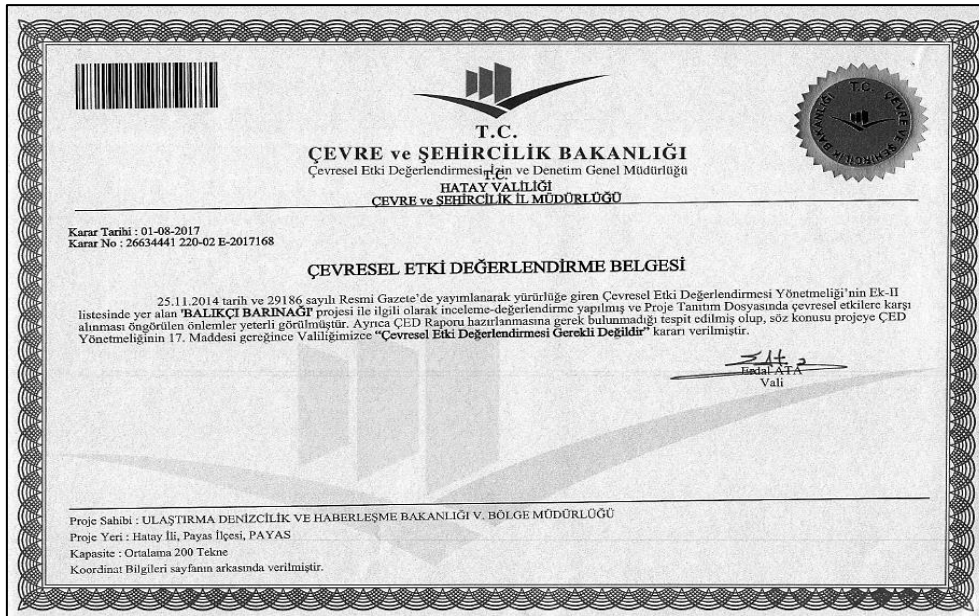 T.C.
ÇEVRE ve ŞEHİRCİLİK BAKANLIĞI
Çevresel Etki Değerlendirmesi, İzin ve Denetim Genel Müdürlüğü
T.C.
HATAY VALİLİĞİ
ÇEVRE ve ŞEHİRCİLİK İL MÜDÜRLÜĞÜ
T.C. ÇEVRE VE ŞEHİRCİLİK BAKANLIĞI
Karar Tarihi : 01-08-2017
Karar No : 26634441 220-02 E-2017168
ÇEVRESEL ETKİ DEĞERLENDİRME BELGESİ
25.11.2014 tarih ve 29186 sayılı Resmi Gazete'de yayımlanarak yürürlüğe giren Çevresel Etki Değerlendirmesi Yönetmeliği'nin Ek-II
listesinde yer alan 'BALIKÇI BARINAĞI' projesi ile ilgili olarak inceleme-değerlendirme yapılmış ve Proje Tanıtım Dosyasında çevresel etkilere karşı
alınması öngörülen önlemler yeterli görülmüştür. Ayrıca ÇED Raporu hazırlanmasına gerek bulunmadığı tespit edilmiş olup, söz konusu projeye ÇED
Yönetmeliğinin 17. Maddesi gereğince Valiliğimizce "Çevresel Etki Değerlendirmesi Gerekli Değildir" kararı verilmiştir.
Erdal ATA
Vali
Proje Sahibi : ULAŞTIRMA DENİZCİLİK VE HABERLEŞME BAKANLIĞI V. BÖLGE MÜDÜRLÜĞÜ
Proje Yeri : Hatay İli, Payas İlçesi, PAYAS
Kapasite : Ortalama 200 Tekne
Koordinat Bilgileri sayfanın arkasında verilmiştir.